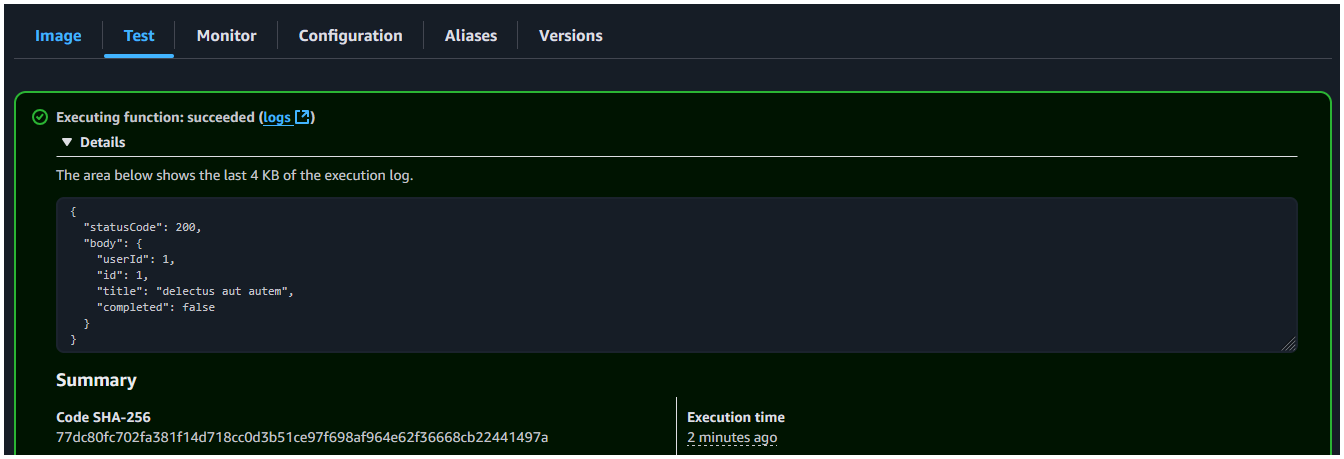 Image Test Monitor Configuration Aliases Versions
Executing function: succeeded (logs)
Details
The area below shows the last 4 KB of the execution log.
{
"statusCode": 200,
"body": {
"userId": 1,
"id": 1,
"title": "delectus aut autem",
"completed": false
}
}
Summary
Code SHA-256
77dc80fc702fa381f14d718cc0d3b51ce97f698af964e62f36668cb22441497a
Execution time
2 minutes ago